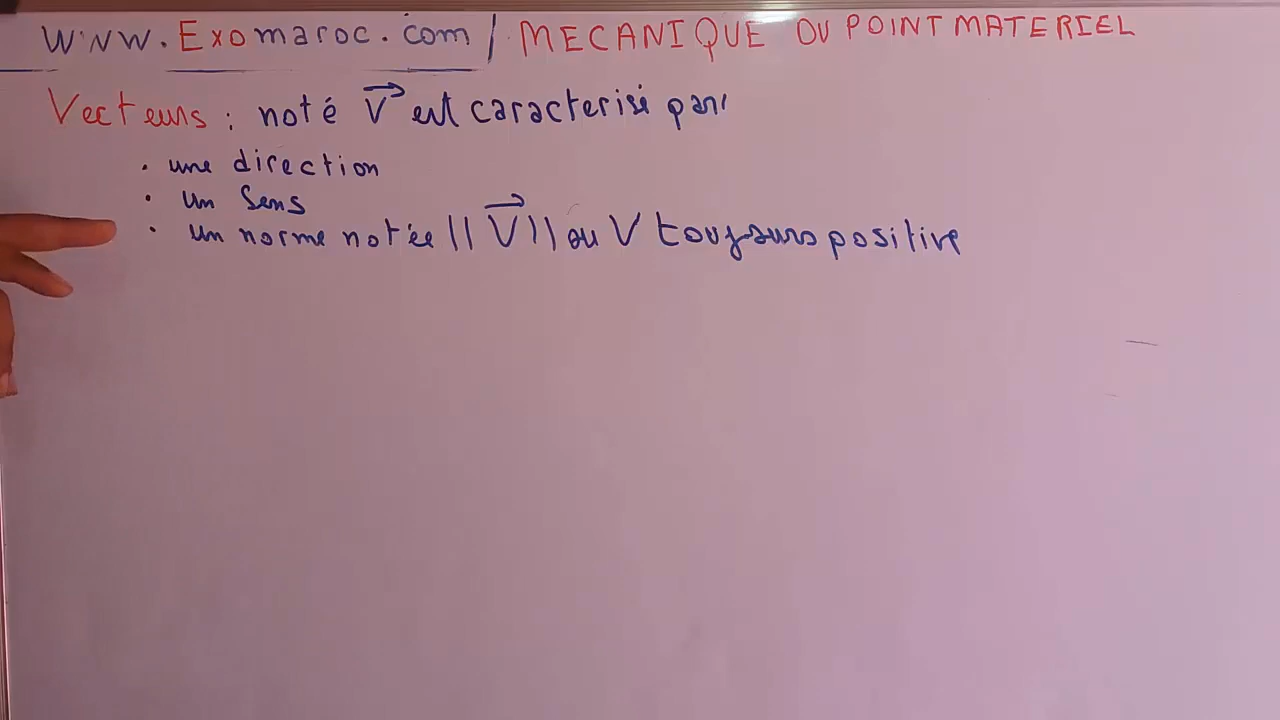 www.Exomaroc.com / MECANIQUE DU POINT MATERIEL
Vecteurs : noté V⃗ est caracterisé par
. une direction
. un Sens
. un norme notée ||V⃗|| ou V toujours positive